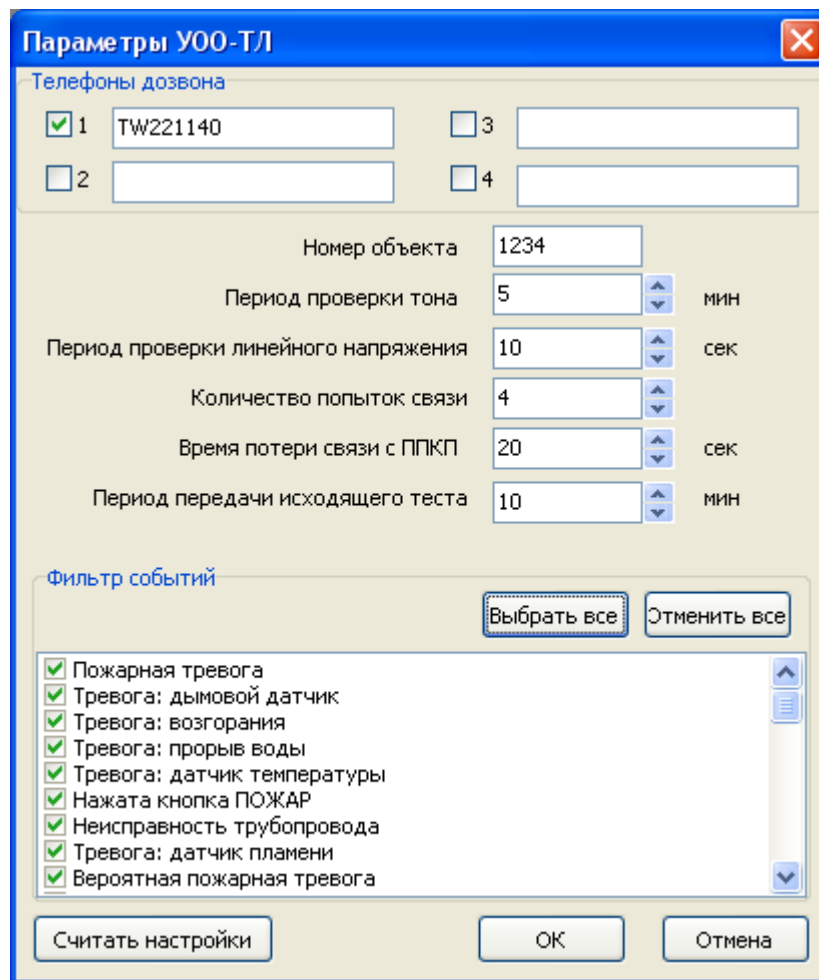 Параметры УОО-ТЛ
Телефоны дозвона
1 TW221140 3
2 4
Номер объекта 1234
Период проверки тона 5 мин
Период проверки линейного напряжения 10 сек
Количество попыток связи 4
Время потери связи с ППКП 20 сек
Период передачи исходящего теста 10 мин
Фильтр событий
Выбрать все Отменить все
Пожарная тревога
Тревога: дымовой датчик
Тревога: возгорания
Тревога: прорыв воды
Тревога: датчик температуры
Нажата кнопка ПОЖАР
Неисправность трубопровода
Тревога: датчик пламени
Вероятная пожарная тревога
Считать настройки ОК Отмена